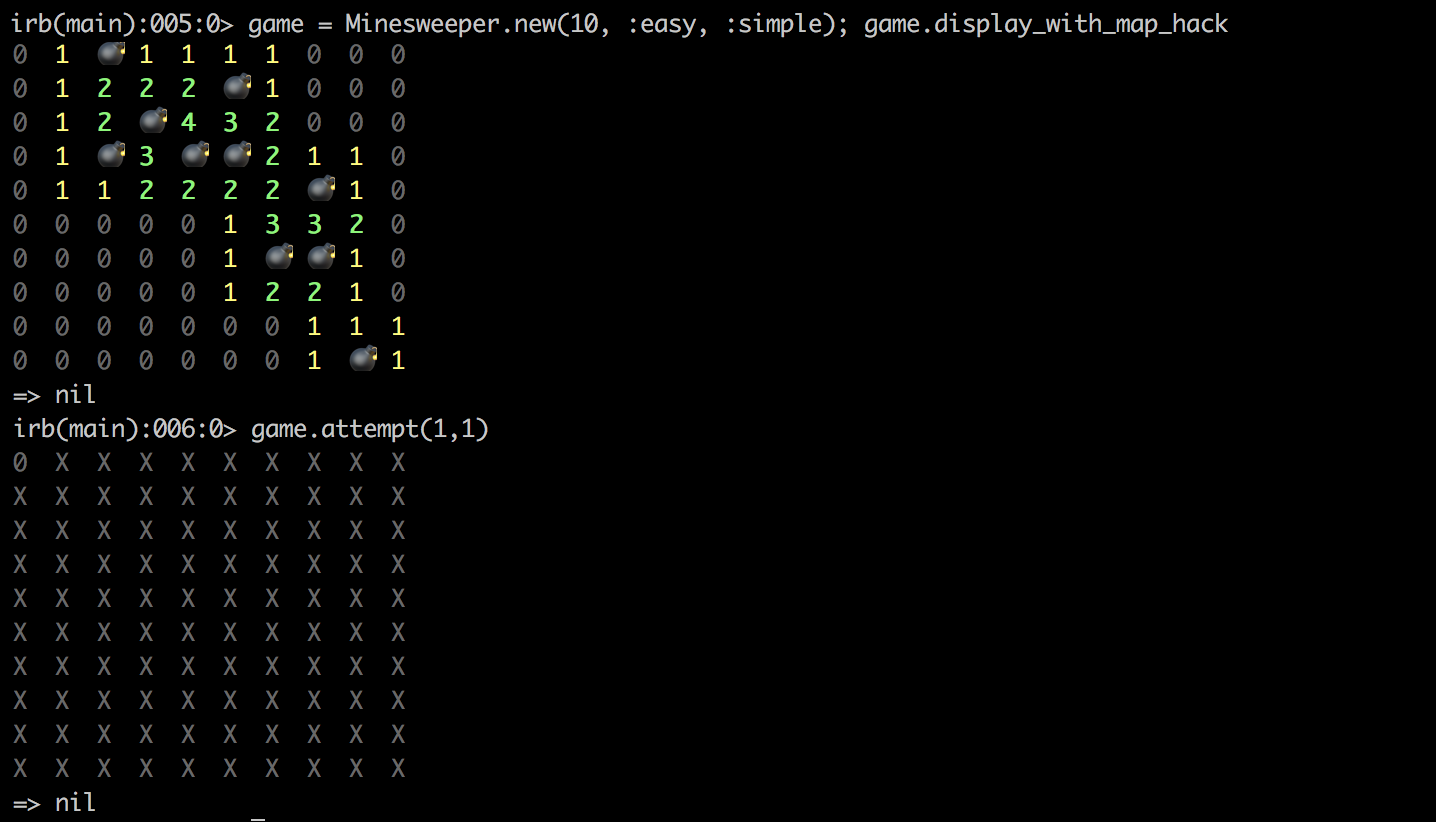 irb(main):005:0> game = Minesweeper.new(10, :easy, :simple); game.display_with_map_hack
0 1 💣 1 1 1 1 0 0 0
0 1 2 2 2 💣 1 0 0 0
0 1 2 💣 4 3 2 0 0 0
0 1 💣 3 💣 💣 2 1 1 0
0 1 1 2 2 2 2 💣 1 0
0 0 0 0 0 1 3 3 2 0
0 0 0 0 0 1 💣 💣 1 0
0 0 0 0 0 1 2 2 1 0
0 0 0 0 0 0 0 1 1 1
0 0 0 0 0 0 0 1 💣 1
=> nil
irb(main):006:0> game.attempt(1,1)
0 X X X X X X X X X
X X X X X X X X X X
X X X X X X X X X X
X X X X X X X X X X
X X X X X X X X X X
X X X X X X X X X X
X X X X X X X X X X
X X X X X X X X X X
X X X X X X X X X X
X X X X X X X X X X
=> nil